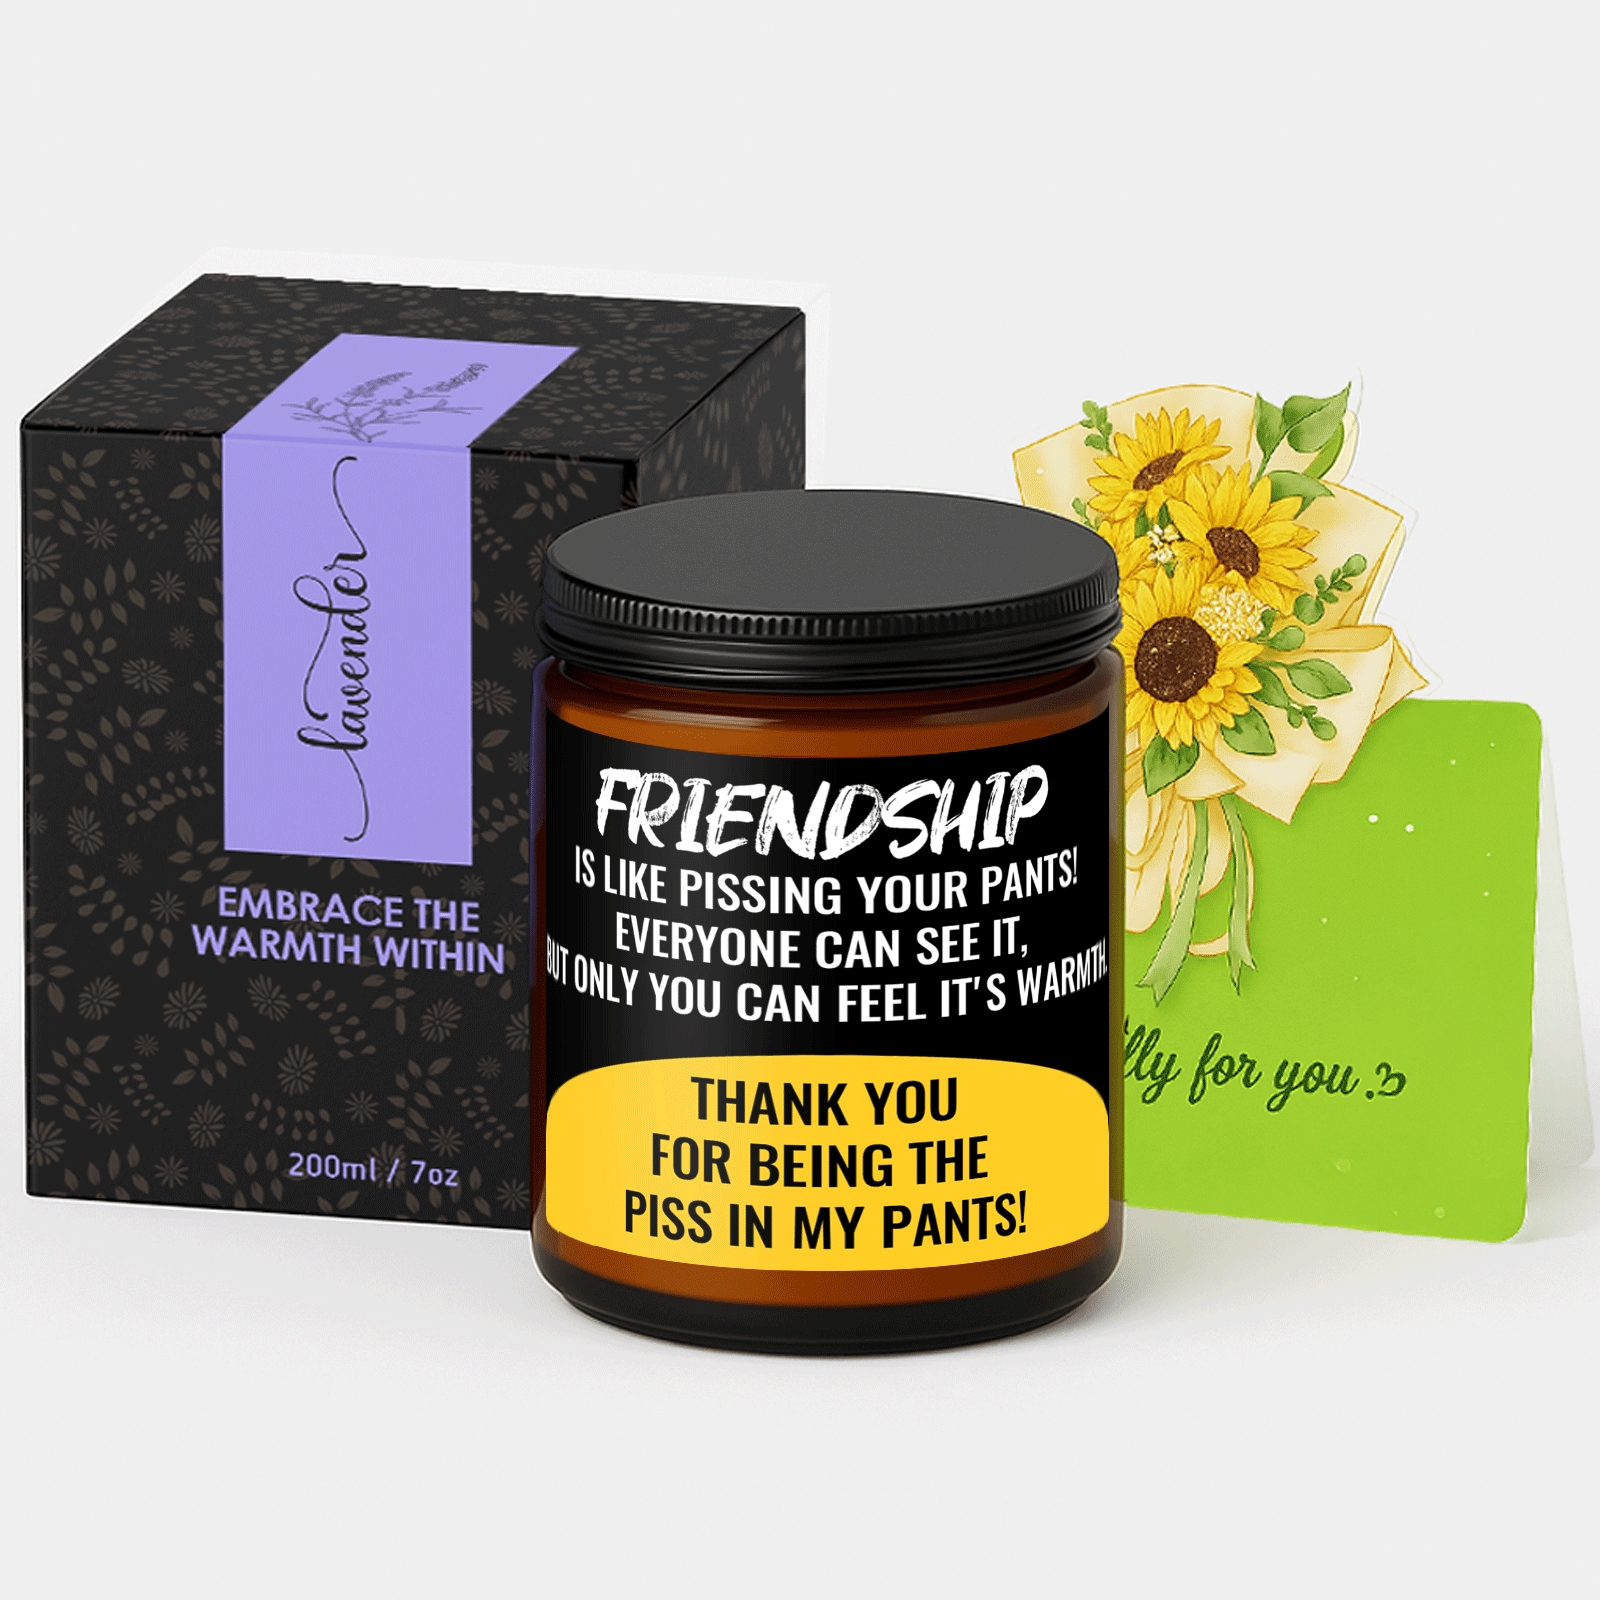 lavender
EMBRACE THE
WARMTH WITHIN
200ml / 7oz
FRIENDSHIP
IS LIKE PISSING YOUR PANTS!
EVERYONE CAN SEE IT,
BUT ONLY YOU CAN FEEL IT'S WARMTH.
THANK YOU
FOR BEING THE
PISS IN MY PANTS!
for you